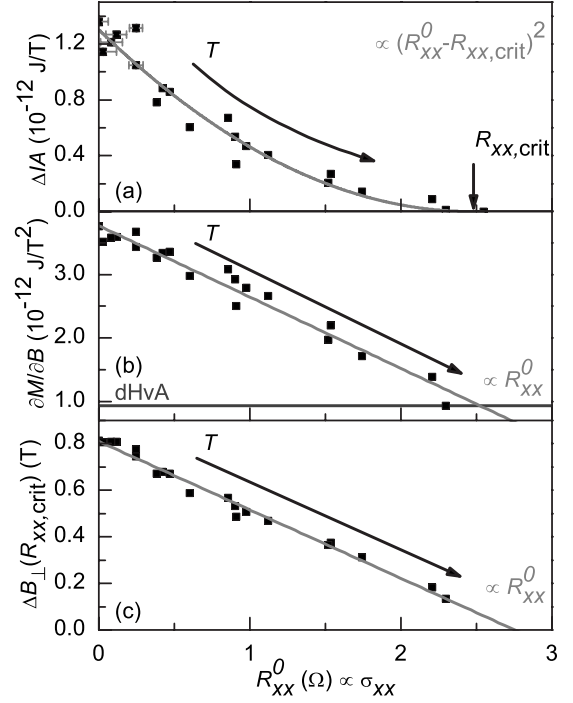 1.2
0.8
0.4
0.0
ΔIA (10⁻¹² J/T)
T
∝ (R⁰xx-Rxx,crit)²
Rxx,crit
(a)
3.0
2.0
1.0
∂M/∂B (10⁻¹² J/T²)
T
(b)
dHvA
∝ R⁰xx
0.8
0.6
0.4
0.2
0.0
ΔB⊥(Rxx,crit) (T)
T
(c)
∝ R⁰xx
0 1 2 3
R⁰xx (Ω) ∝ σxx